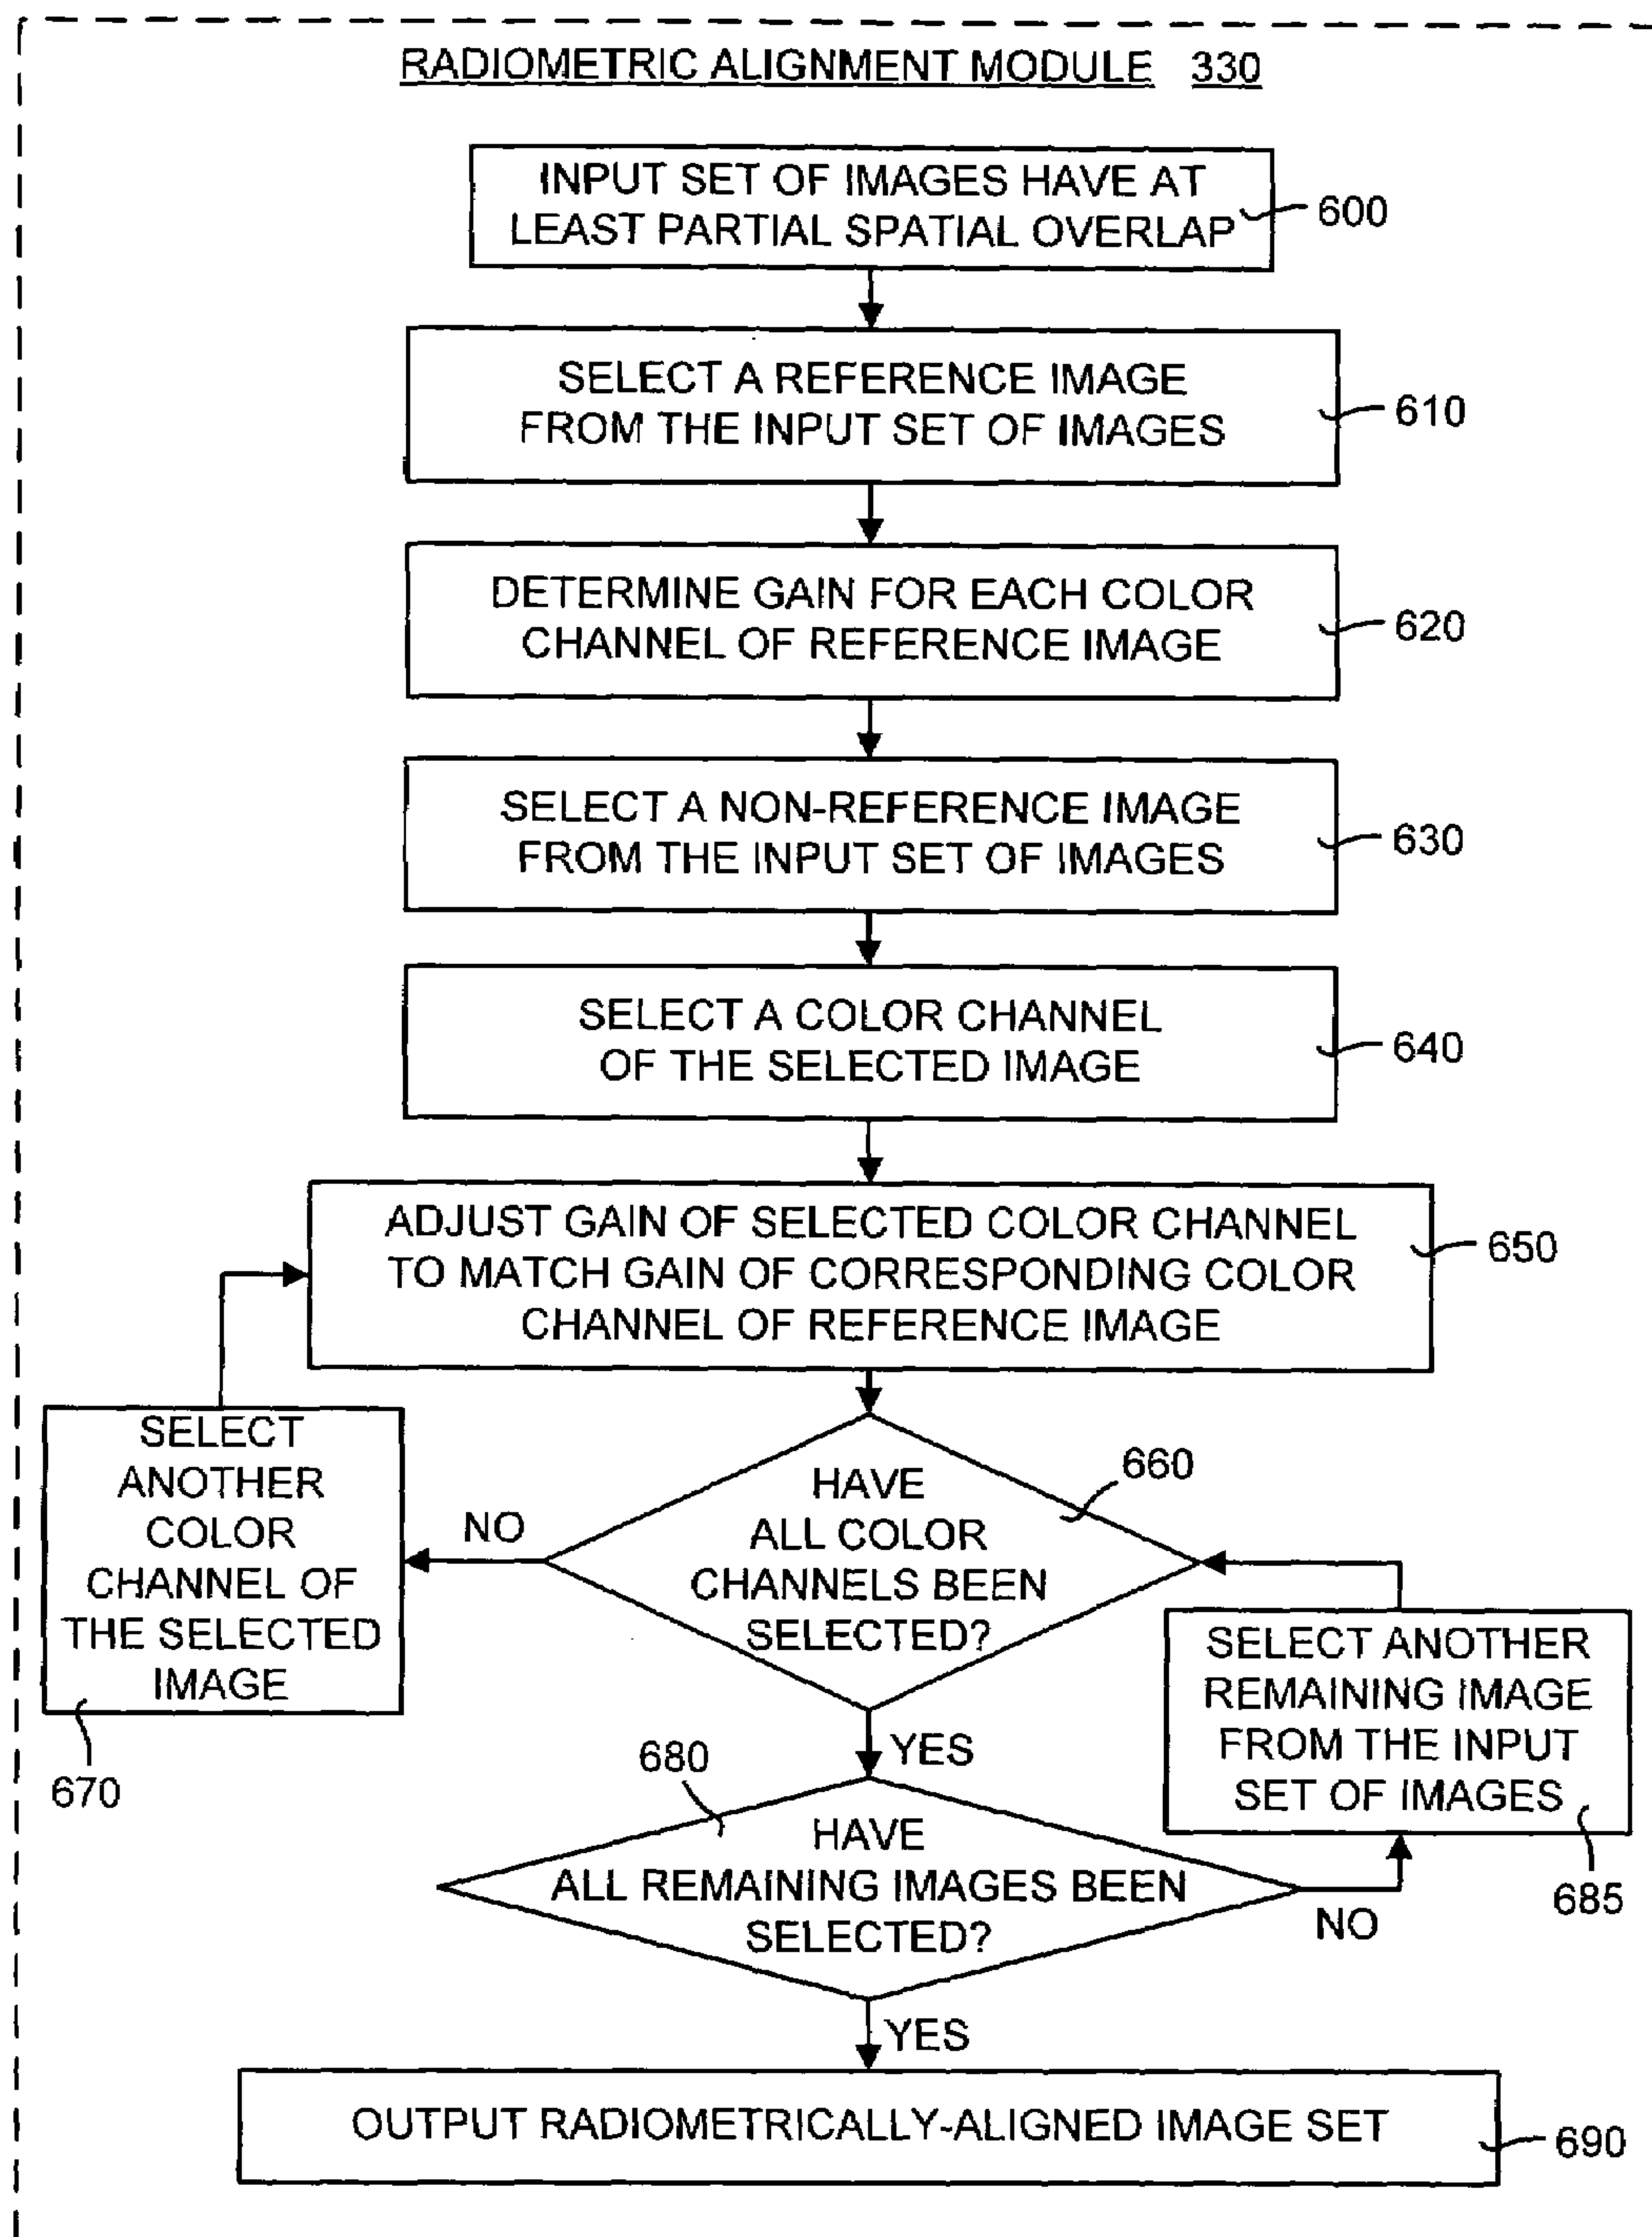 RADIOMETRIC ALIGNMENT MODULE 330
INPUT SET OF IMAGES HAVE AT
LEAST PARTIAL SPATIAL OVERLAP
600
SELECT A REFERENCE IMAGE
FROM THE INPUT SET OF IMAGES
610
DETERMINE GAIN FOR EACH COLOR
CHANNEL OF REFERENCE IMAGE
620
SELECT A NON-REFERENCE IMAGE
FROM THE INPUT SET OF IMAGES
630
SELECT A COLOR CHANNEL
OF THE SELECTED IMAGE
640
ADJUST GAIN OF SELECTED COLOR CHANNEL
TO MATCH GAIN OF CORRESPONDING COLOR
CHANNEL OF REFERENCE IMAGE
650
SELECT
ANOTHER
COLOR
CHANNEL OF
THE SELECTED
IMAGE
670
NO
HAVE
ALL COLOR
CHANNELS BEEN
SELECTED?
660
YES
SELECT ANOTHER
REMAINING IMAGE
FROM THE INPUT
SET OF IMAGES
685
680
HAVE
ALL REMAINING IMAGES BEEN
SELECTED?
NO
YES
OUTPUT RADIOMETRICALLY-ALIGNED IMAGE SET
690